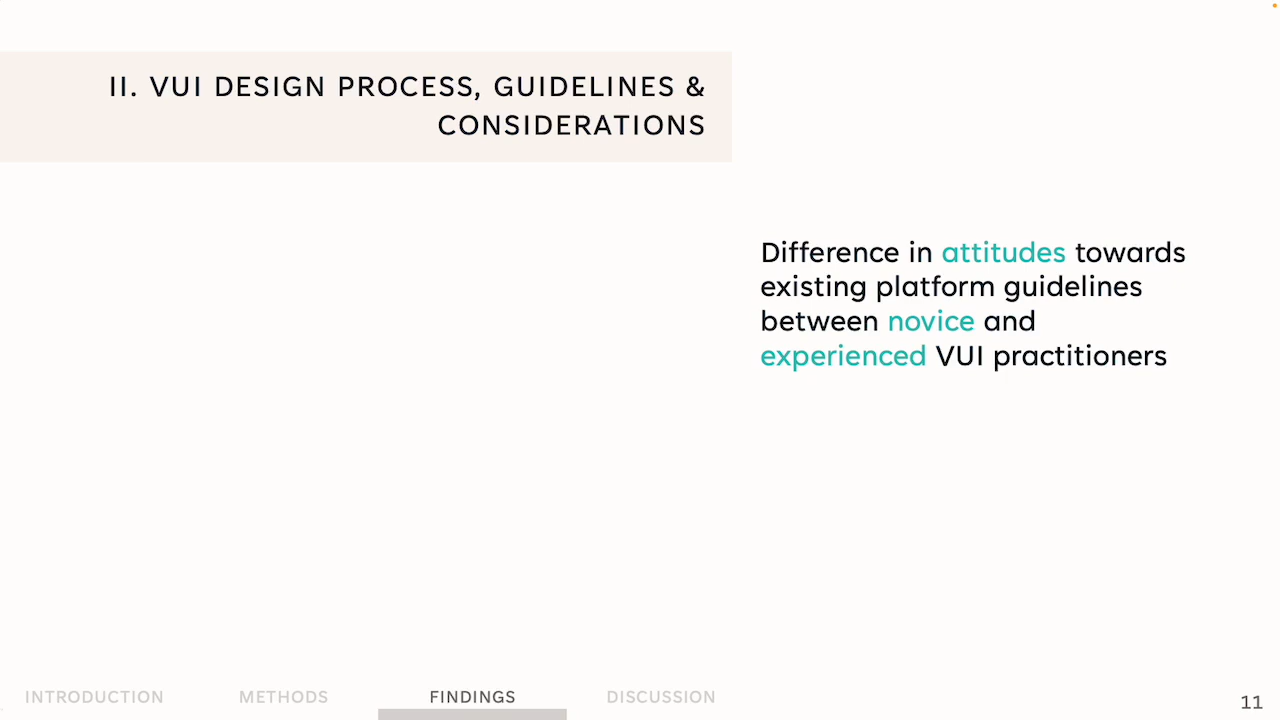 II. VUI DESIGN PROCESS, GUIDELINES &
CONSIDERATIONS
Difference in attitudes towards
existing platform guidelines
between novice and
experienced VUI practitioners
INTRODUCTION
METHODS
FINDINGS
DISCUSSION
11